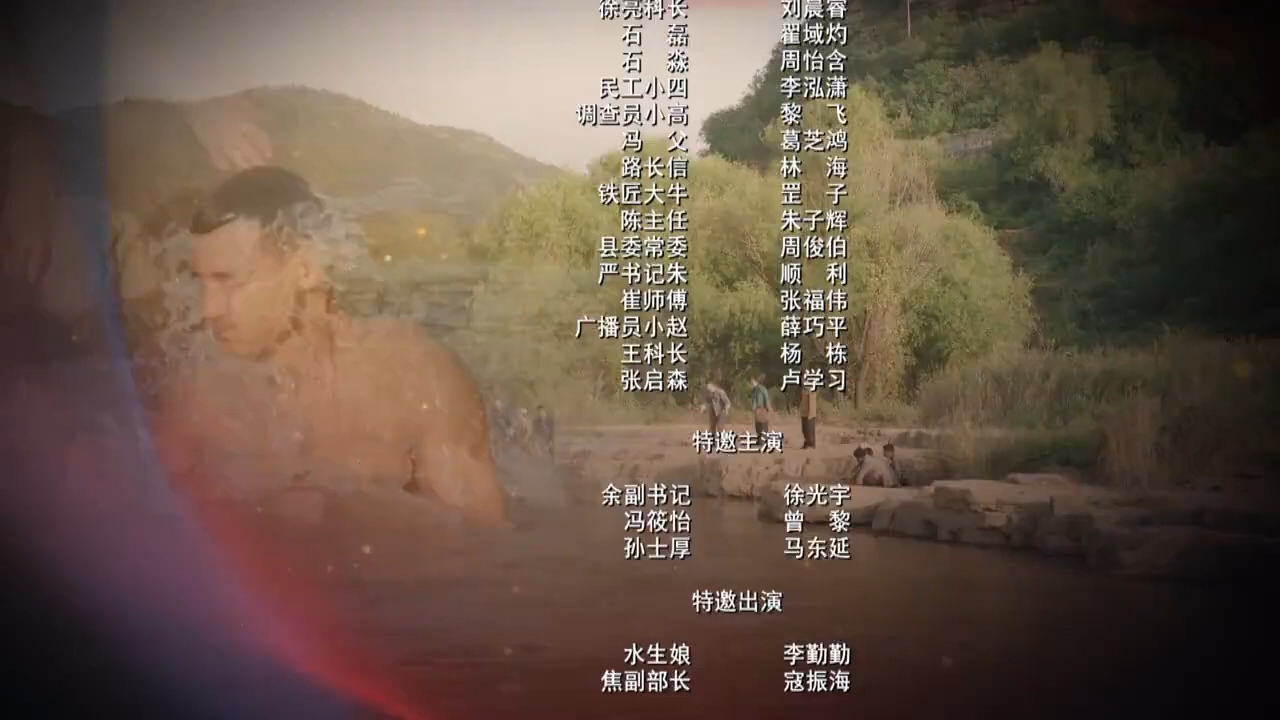 徐亮科长 刘晨睿
石 磊 翟域灼
石 淼 周怡含
民工小四 李泓潇
调查员小高 黎 飞
冯 父 葛芝鸿
路长信 林 海
铁匠大牛 罡 子
陈主任 朱子辉
县委常委 周俊伯
严书记朱 顺 利
崔师傅 张福伟
广播员小赵 薛巧平
王科长 杨 栋
张启森 卢学习
特邀主演
余副书记 徐光宇
冯筱怡 曾 黎
孙士厚 马东延
特邀出演
水生娘 李勤勤
焦副部长 寇振海